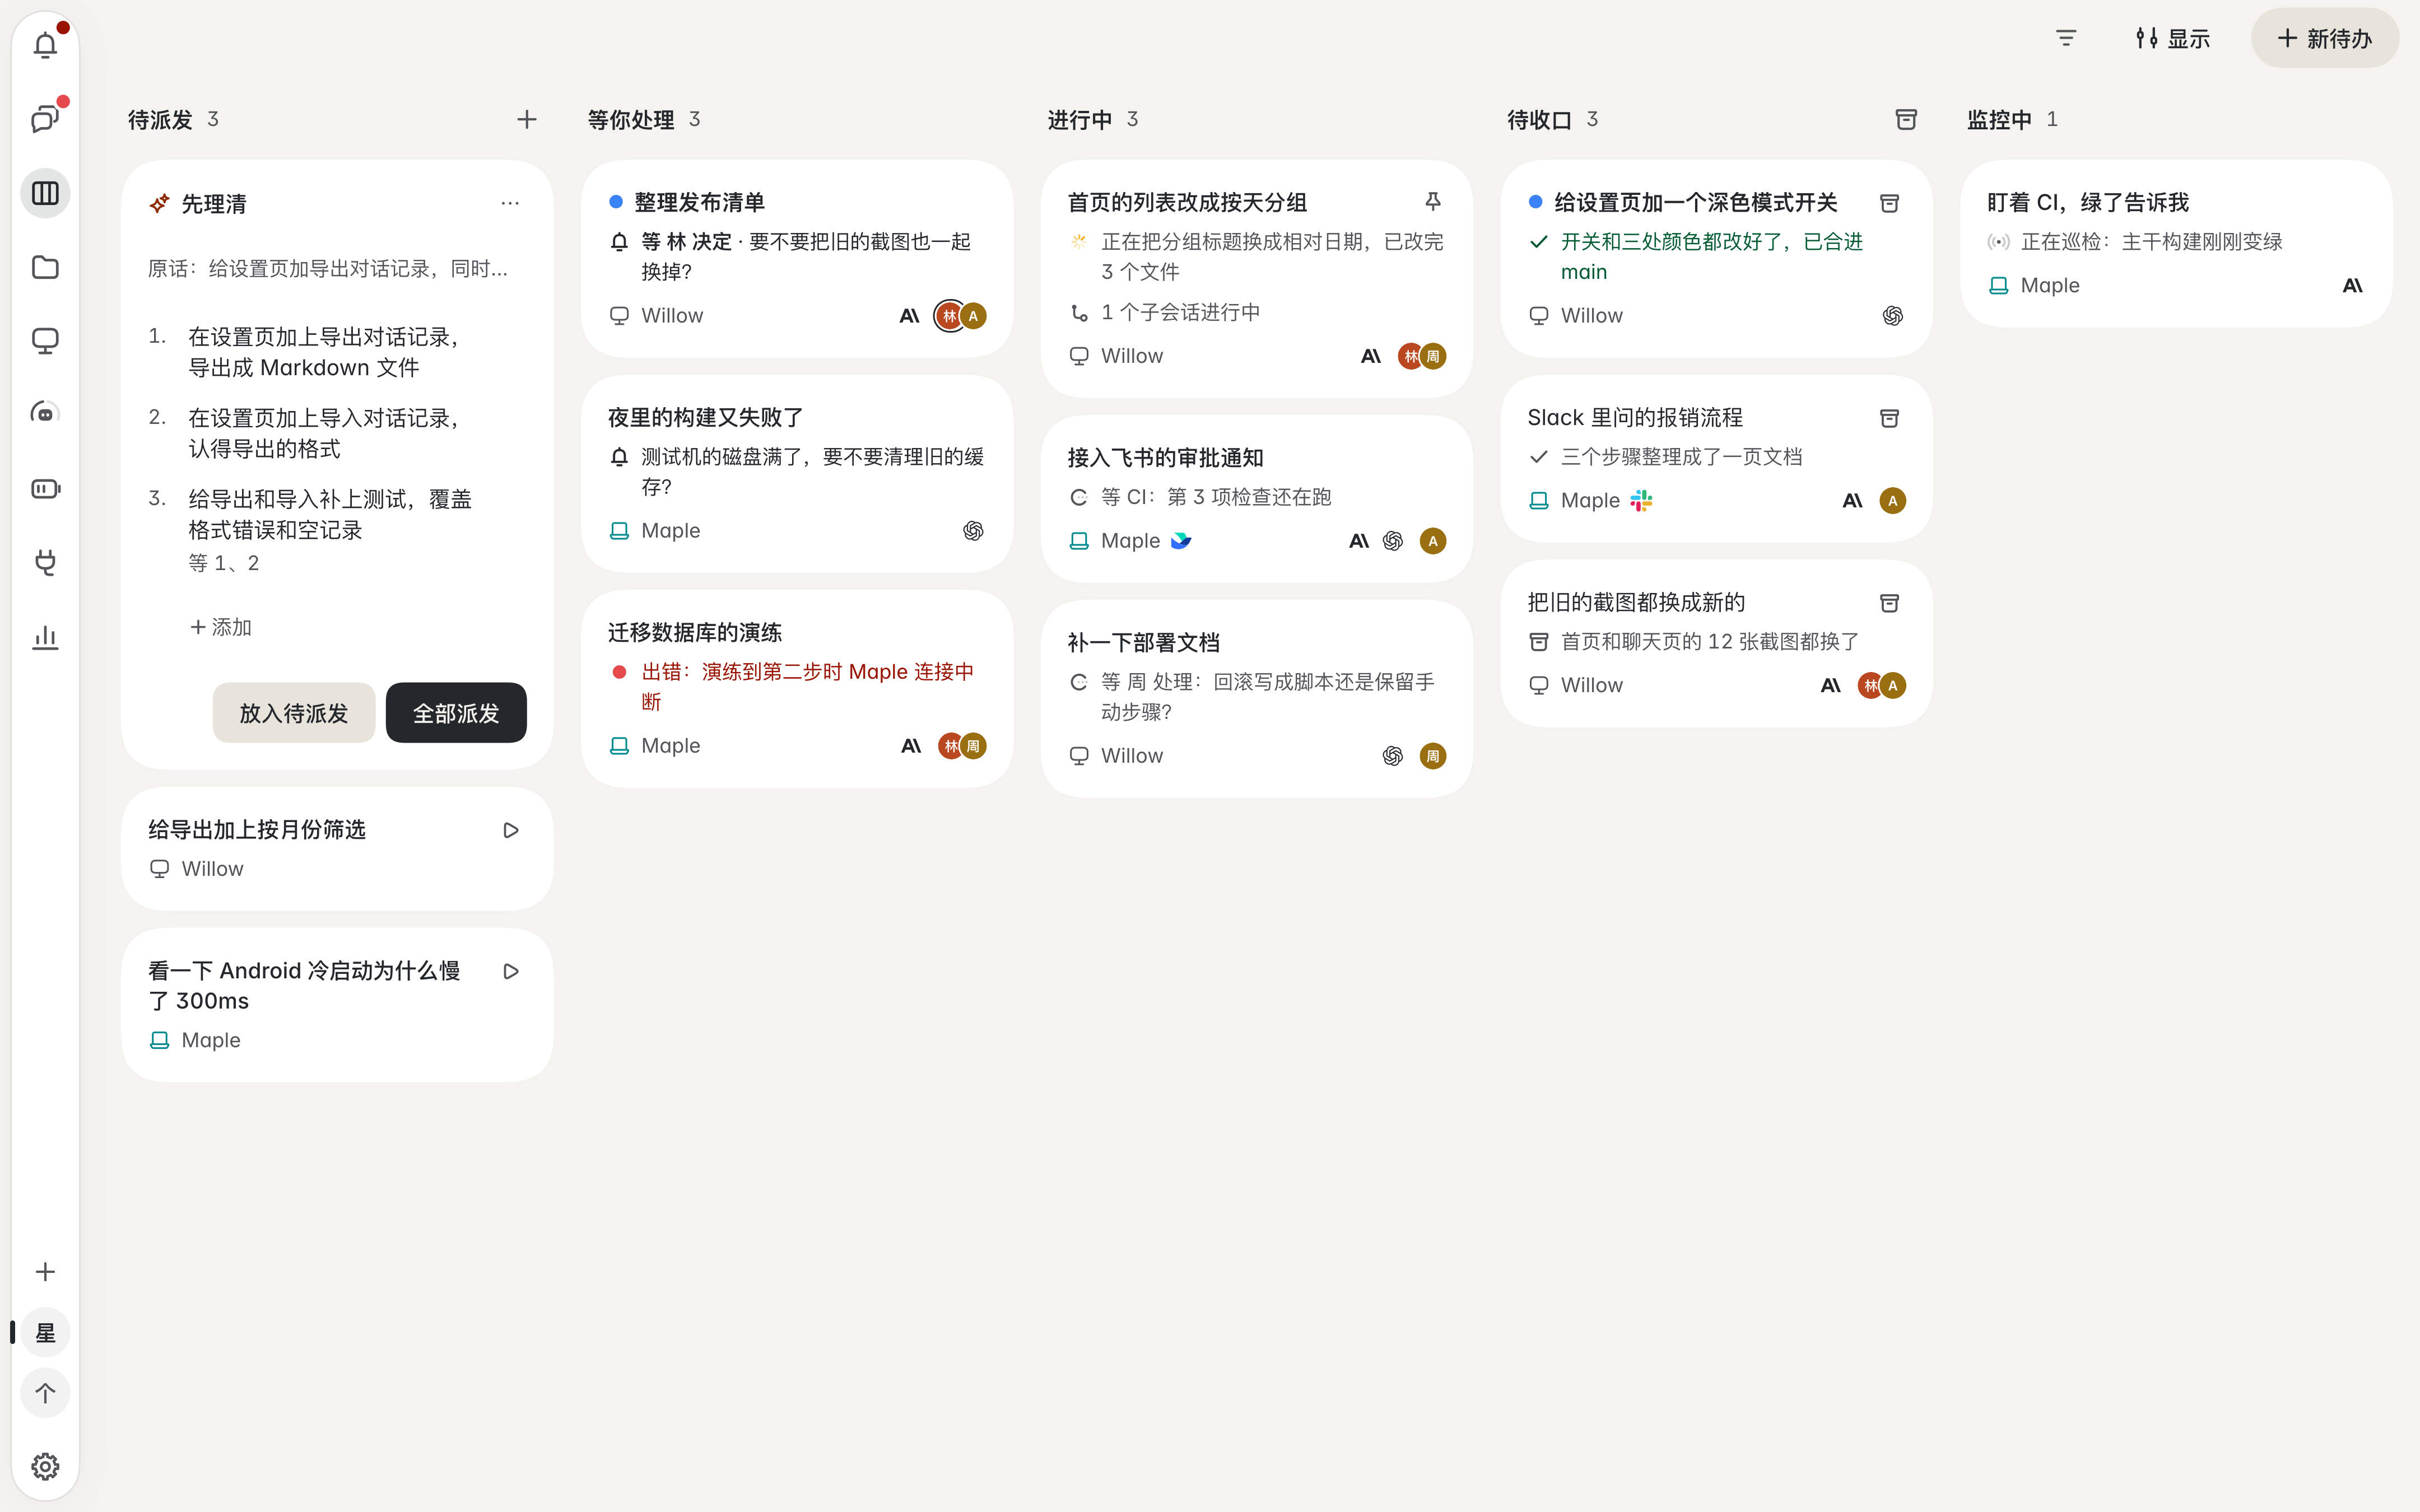 显示
新待办
待派发 3
先理清
原话：给设置页加导出对话记录，同时...
1. 在设置页加上导出对话记录，
导出成 Markdown 文件
2. 在设置页加上导入对话记录，
认得导出的格式
3. 给导出和导入补上测试，覆盖
格式错误和空记录
等 1、2
添加
放入待派发
全部派发
给导出加上按月份筛选
Willow
看一下 Android 冷启动为什么慢
了 300ms
Maple
等你处理 3
整理发布清单
等 林 决定 · 要不要把旧的截图也一起
换掉？
Willow
林 A
夜里的构建又失败了
测试机的磁盘满了，要不要清理旧的缓
存？
Maple
迁移数据库的演练
出错：演练到第二步时 Maple 连接中
断
Maple
林 周
进行中 3
首页的列表改成按天分组
正在把分组标题换成相对日期，已改完
3 个文件
1 个子会话进行中
Willow
林 周
接入飞书的审批通知
等 CI：第 3 项检查还在跑
Maple
A
补一下部署文档
等 周 处理：回滚写成脚本还是保留手
动步骤？
Willow
周
待收口 3
给设置页加一个深色模式开关
开关和三处颜色都改好了，已合进
main
Willow
Slack 里问的报销流程
三个步骤整理成了一页文档
Maple
A
把旧的截图都换成新的
首页和聊天页的 12 张截图都换了
Willow
林 A
监控中 1
盯着 CI，绿了告诉我
正在巡检：主干构建刚刚变绿
Maple
星
个